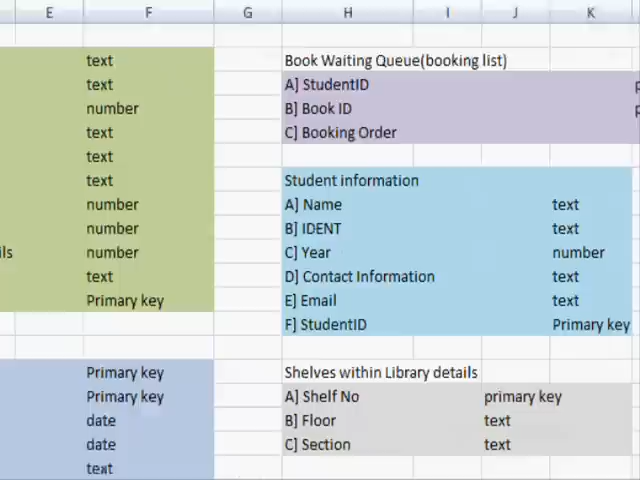 E F G H I J K
text Book Waiting Queue(booking list)
text A] StudentID p
number B] Book ID p
text C] Booking Order
text
text Student information
number A] Name text
number B] IDENT text
ils number C] Year number
text D] Contact Information text
Primary key E] Email text
F] StudentID Primary key
Primary key Shelves within Library details
Primary key A] Shelf No primary key
date B] Floor text
date C] Section text
text